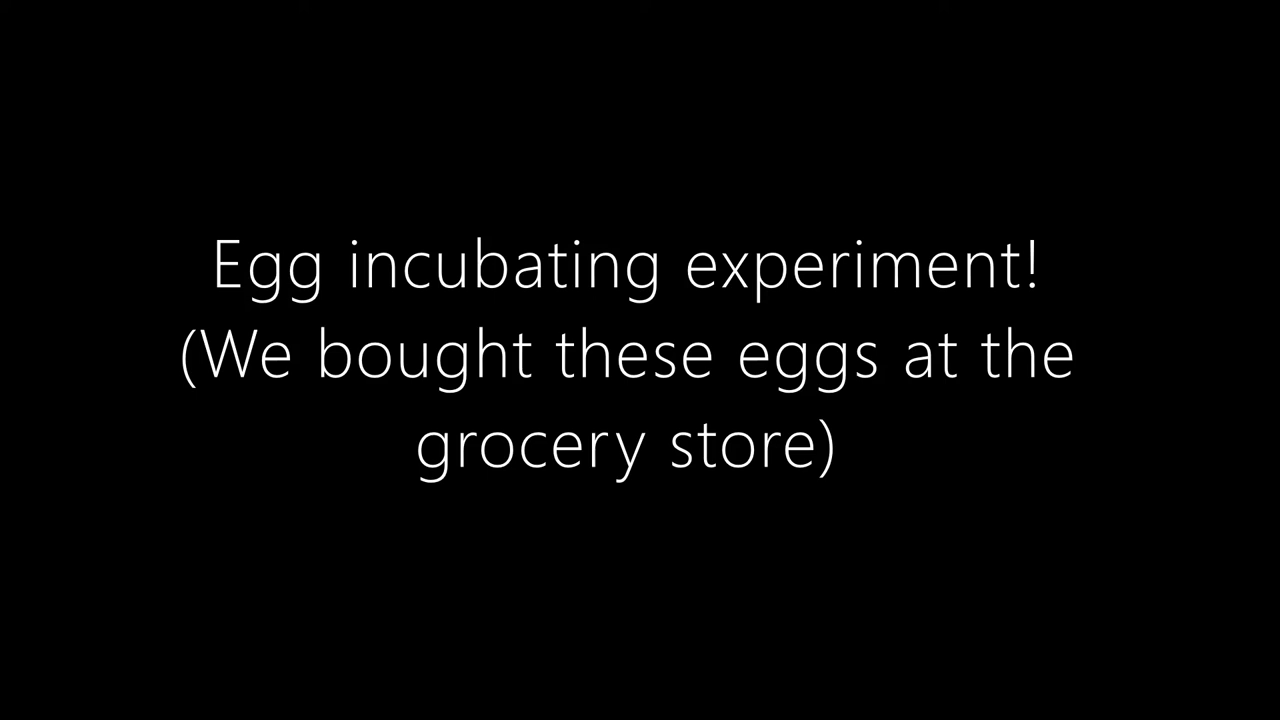 Egg incubating experiment!
(We bought these eggs at the
grocery store)